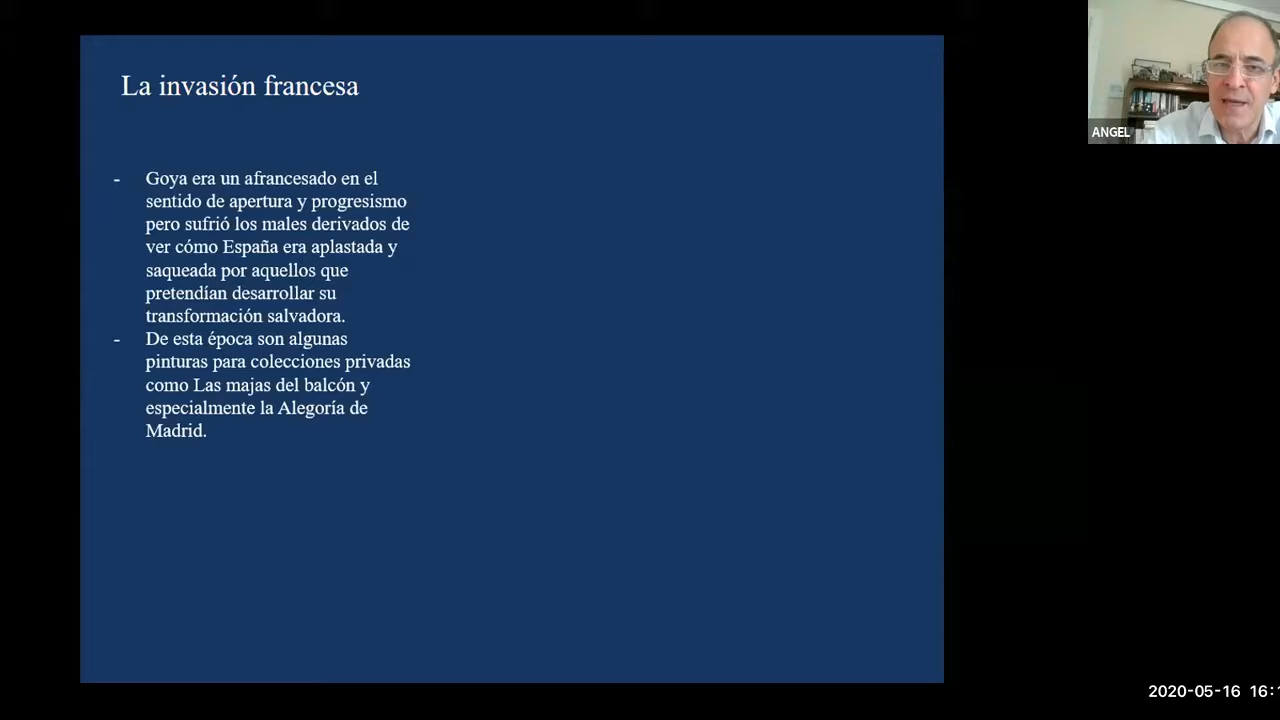 La invasión francesa
- Goya era un afrancesado en el
sentido de apertura y progresismo
pero sufrió los males derivados de
ver cómo España era aplastada y
saqueada por aquellos que
pretendían desarrollar su
transformación salvadora.
- De esta época son algunas
pinturas para colecciones privadas
como Las majas del balcón y
especialmente la Alegoría de
Madrid.
ANGEL
2020-05-16 16: